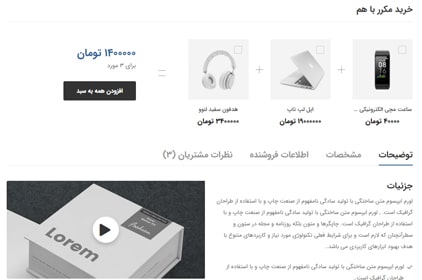 خرید مکرر با هم
ساعت مچی الکترونیکی ...
۴۰۰۰۰ تومان
اپل لپ تاپ
۱۹۰۰۰۰۰۰ تومان
هدفون سفید لنوو
۳۴۰۰۰۰۰ تومان
۱۴۰۰۰۰۰ تومان
برای ۳ مورد
افزودن همه به سبد
توضیحات
مشخصات
اطلاعات فروشنده
نظرات مشتریان (۳)
جزئیات
لورم ایپسوم متن ساختگی با تولید سادگی نامفهوم از صنعت چاپ و با استفاده از طراحان
گرافیک است. . لورم ایپسوم متن ساختگی با تولید سادگی نامفهوم از صنعت چاپ و با
استفاده از طراحان گرافیک است. چاپگرها و متون بلکه روزنامه و مجله در ستون و
سطرآنچنان که لازم است و برای شرایط فعلی تکنولوژی مورد نیاز و کاربردهای متنوع با
هدف بهبود ابزارهای کاربردی می باشد.
لورم ایپسوم متن ساختگی با تولید سادگی نامفهوم از صنعت چاپ و با استفاده از
طراحان گرافیک است.
Lorem